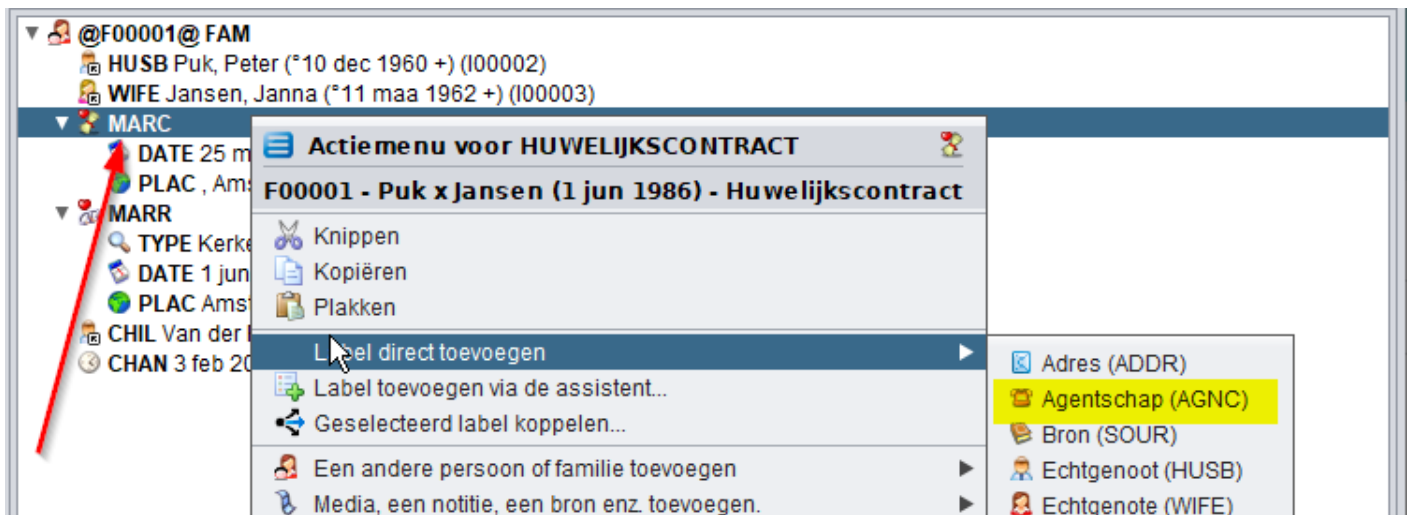 @F00001@ FAM
HUSB Puk, Peter (°10 dec 1960 +) (I00002)
WIFE Jansen, Janna (°11 maa 1962 +) (I00003)
MARC
DATE 25 m
PLAC , Ams
MARR
TYPE Kerke
DATE 1 jun
PLAC Amst
CHIL Van der
CHAN 3 feb 20
Actiemenu voor HUWELIJKSCONTRACT
F00001 - Puk x Jansen (1 jun 1986) - Huwelijkscontract
Knippen
Kopiëren
Plakken
Label direct toevoegen
Label toevoegen via de assistent...
Geselecteerd label koppelen...
Een andere persoon of familie toevoegen
Media, een notitie, een bron enz. toevoegen.
Adres (ADDR)
Agentschap (AGNC)
Bron (SOUR)
Echtgenoot (HUSB)
Echtgenote (WIFE)